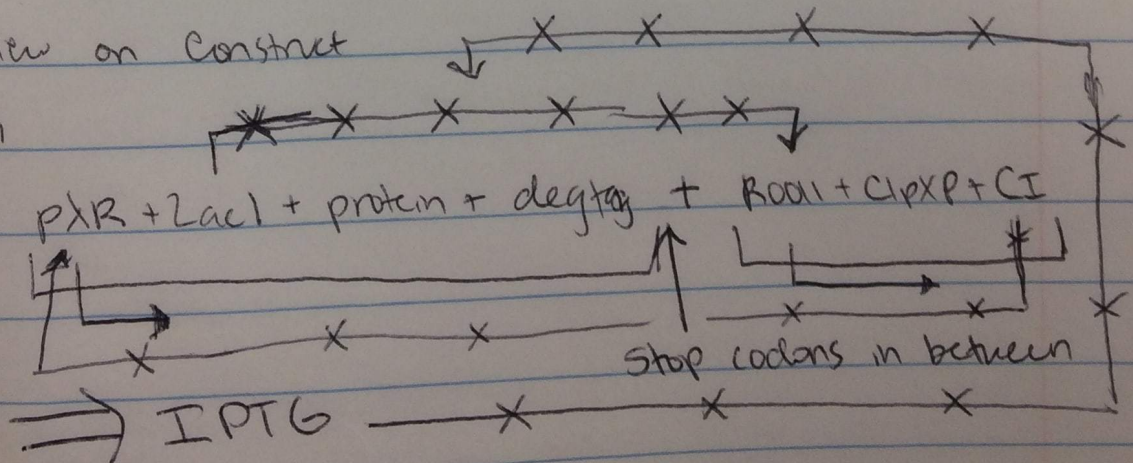 on Construct
pλR + Lacl + protein + degtag + R0011 + ClpXP + CI
Stop codons in between
IPTG